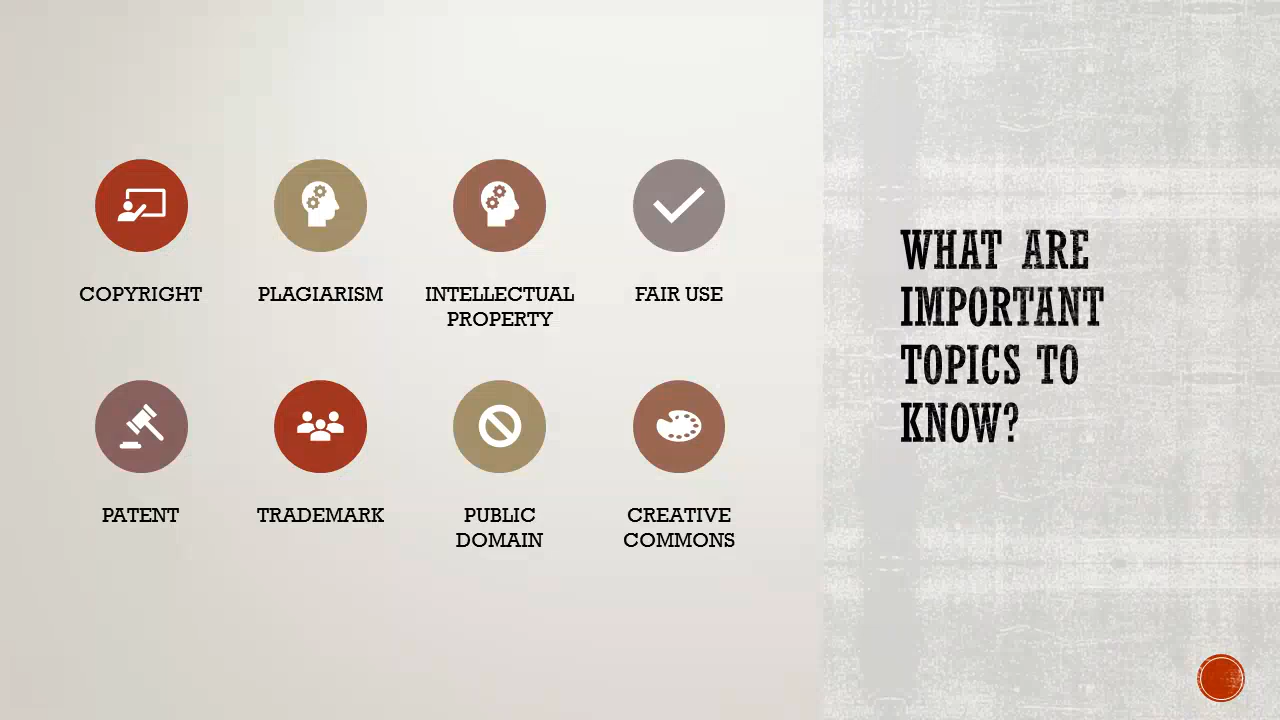 COPYRIGHT
PLAGIARISM
INTELLECTUAL
PROPERTY
FAIR USE
PATENT
TRADEMARK
PUBLIC
DOMAIN
CREATIVE
COMMONS
WHAT ARE
IMPORTANT
TOPICS TO
KNOW?